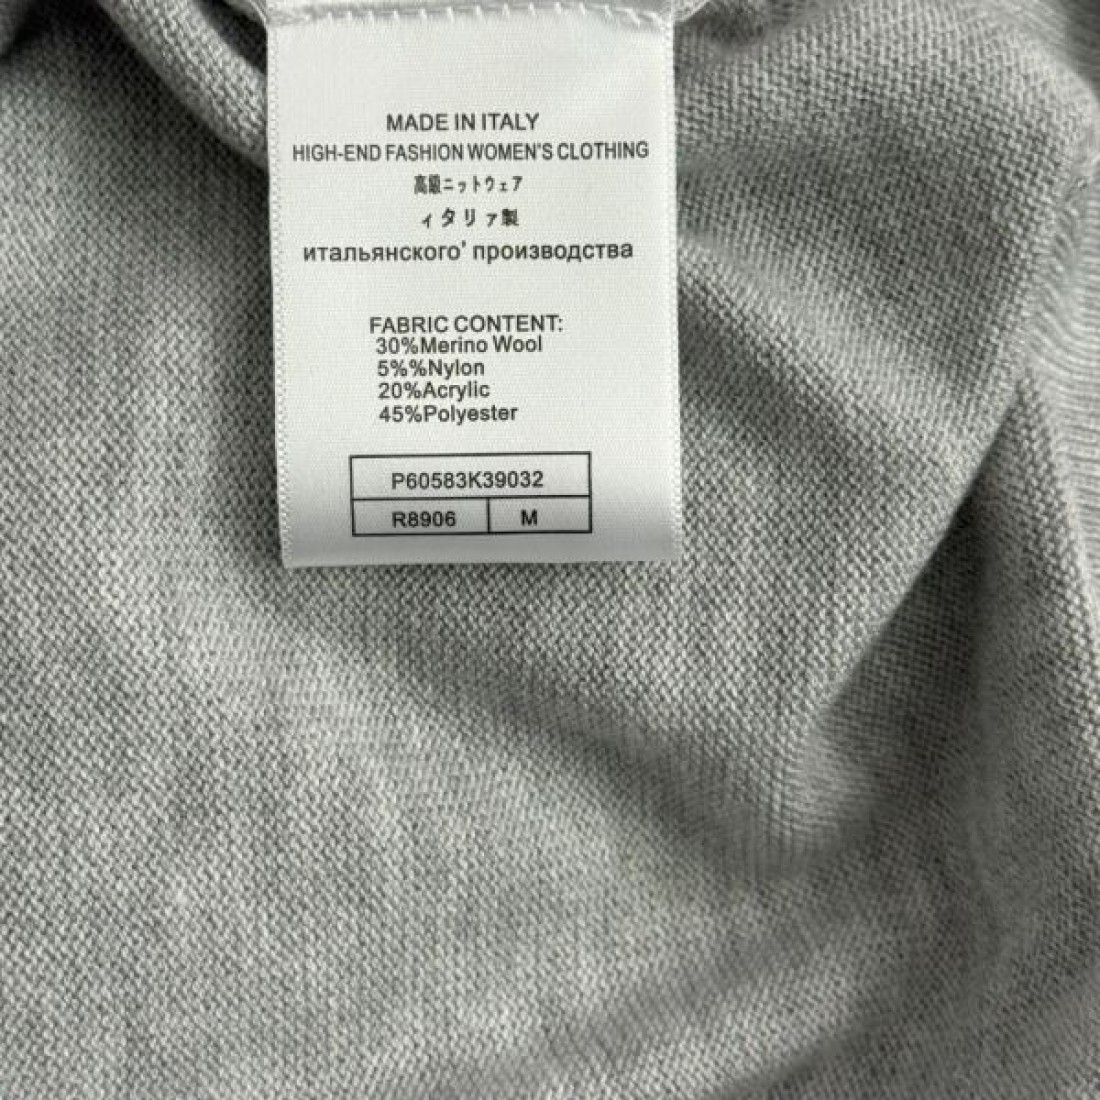 MADE IN ITALY
HIGH-END FASHION WOMEN'S CLOTHING
高級ニットウェア
ィタリァ製
итальянского' производства
FABRIC CONTENT:
30%Merino Wool
5%%Nylon
20%Acrylic
45%Polyester
P60583K39032
R8906 M